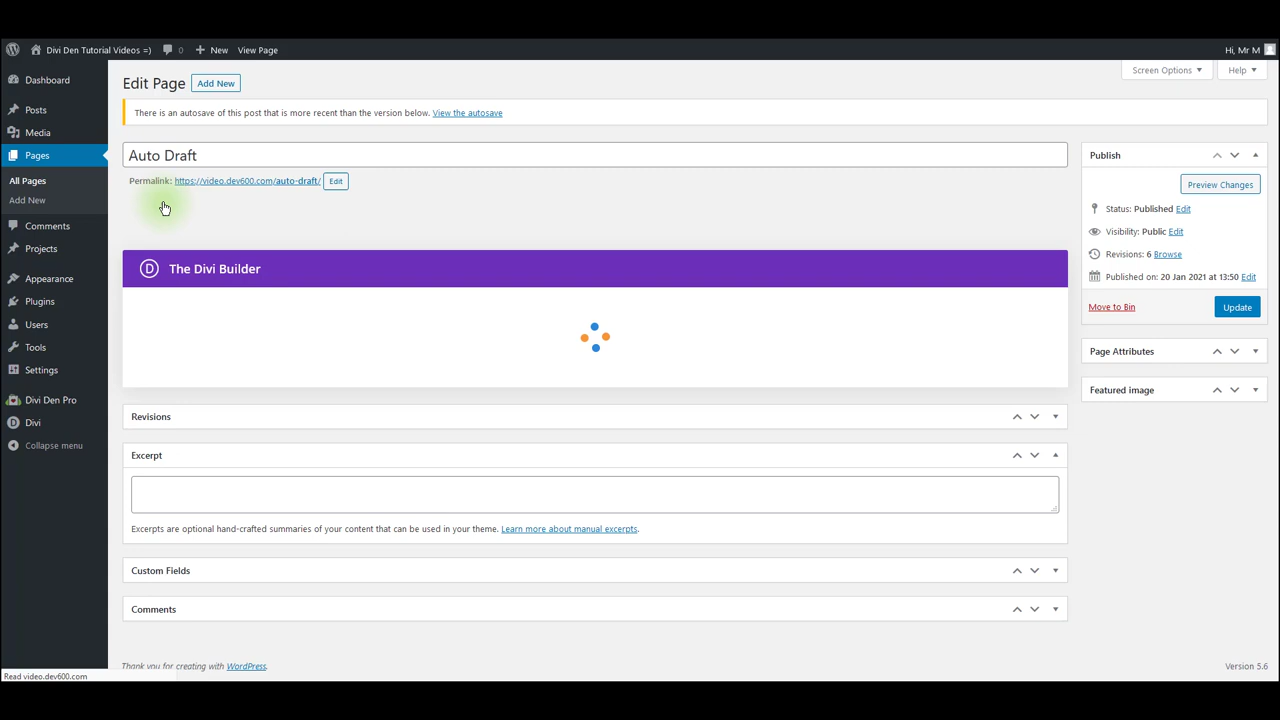 Divi Den Tutorial Videos =) 0 New View Page Hi, Mr M
Dashboard
Posts
Media
Pages
All Pages
Add New
Comments
Projects
Appearance
Plugins
Users
Tools
Settings
Divi Den Pro
Divi
Collapse menu
Screen Options Help
Edit Page Add New
There is an autosave of this post that is more recent than the version below. View the autosave
Auto Draft
Permalink: https://video.dev600.com/auto-draft/ Edit
D The Divi Builder
Revisions
Excerpt
Excerpts are optional hand-crafted summaries of your content that can be used in your theme. Learn more about manual excerpts.
Custom Fields
Comments
Publish
Preview Changes
Status: Published Edit
Visibility: Public Edit
Revisions: 6 Browse
Published on: 20 Jan 2021 at 13:50 Edit
Move to Bin Update
Page Attributes
Featured image
Thank you for creating with WordPress. Version 5.6
Read video.dev600.com